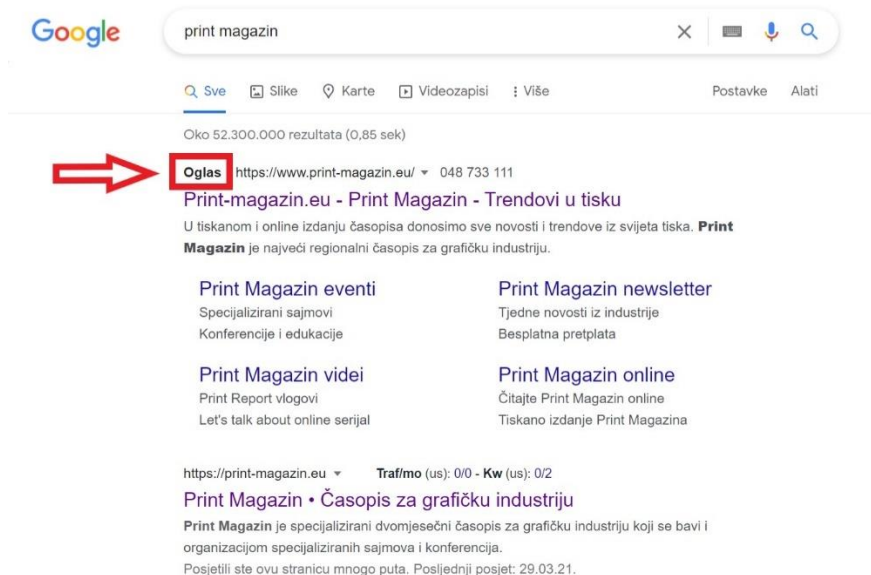 Google
print magazin
Sve Slike Karte Videozapisi Više Postavke Alati
Oko 52.300.000 rezultata (0,85 sek)
Oglas https://www.print-magazin.eu/ 048 733 111
Print-magazin.eu - Print Magazin - Trendovi u tisku
U tiskanom i online izdanju časopisa donosimo sve novosti i trendove iz svijeta tiska. Print
Magazin je najveći regionalni časopis za grafičku industriju.
Print Magazin eventi
Specijalizirani sajmovi
Konferencije i edukacije
Print Magazin newsletter
Tjedne novosti iz industrije
Besplatna pretplata
Print Magazin videi
Print Report vlogovi
Let's talk about online serijal
Print Magazin online
Čitajte Print Magazin online
Tiskano izdanje Print Magazina
https://print-magazin.eu Traf/mo (us): 0/0 - Kw (us): 0/2
Print Magazin • Časopis za grafičku industriju
Print Magazin je specijalizirani dvomjesečni časopis za grafičku industriju koji se bavi i
organizacijom specijaliziranih sajmova i konferencija.
Posjetili ste ovu stranicu mnogo puta. Posljednji posjet: 29.03.21.